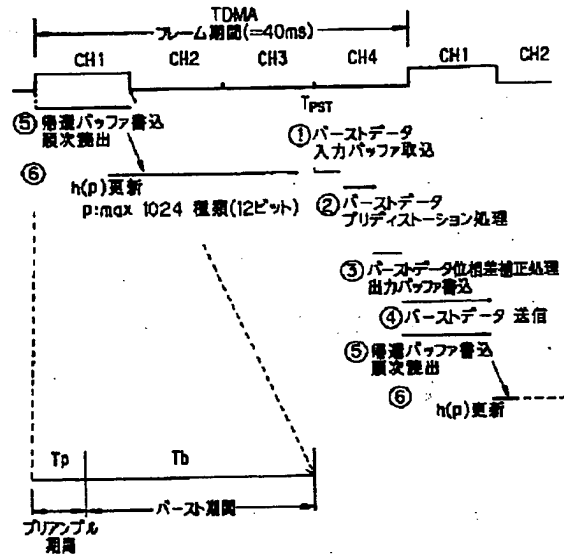 TDMA
フレーム期間(=40ms)
CH1 CH2 CH3 CH4 CH1 CH2
TPST
⑤帰還バッファ書込
順次読出
①バーストデータ
入力バッファ取込
⑥
h(p)更新
p:max 1024 種類(12ビット)
②バーストデータ
プリディストーション処理
③バーストデータ位相差補正処理
出力バッファ書込
④バーストデータ 送信
⑤帰還バッファ書込
順次読出
⑥
h(p)更新
Tp Tb
バースト期間
プリアンブル
期間